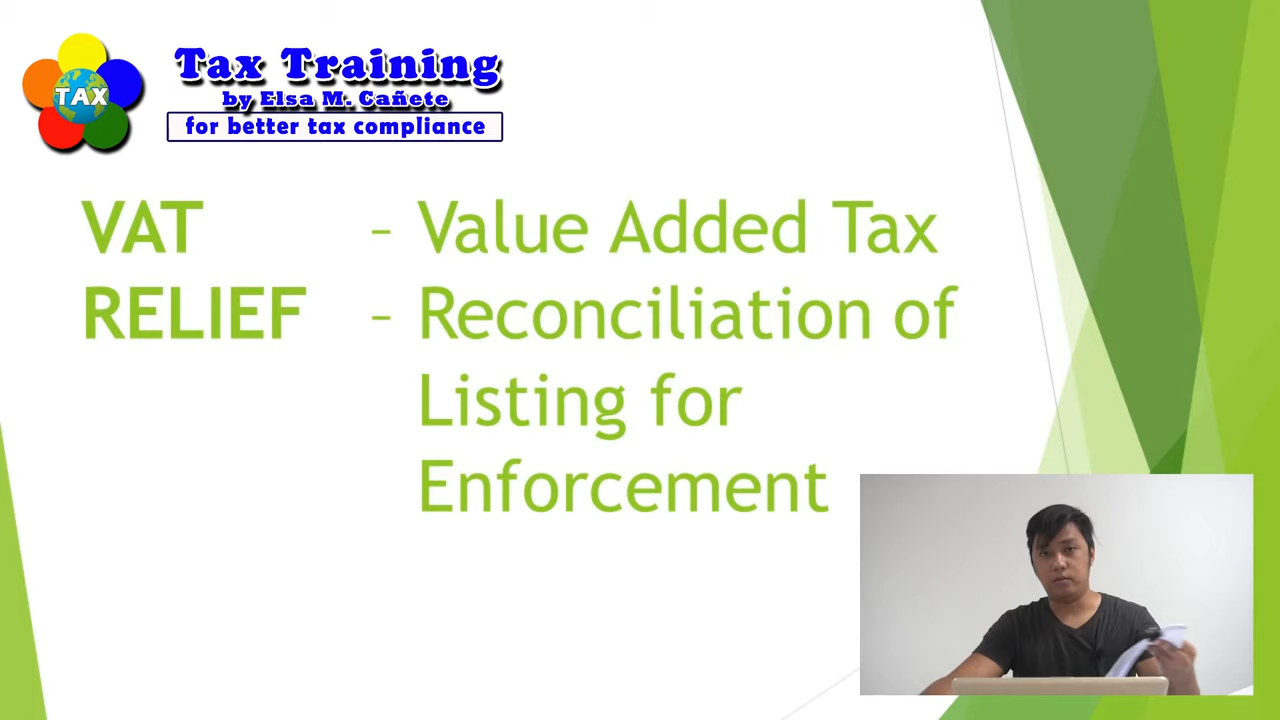 TAX
Tax Training
by Elsa M. Cañete
for better tax compliance
VAT – Value Added Tax
RELIEF – Reconciliation of
Listing for
Enforcement